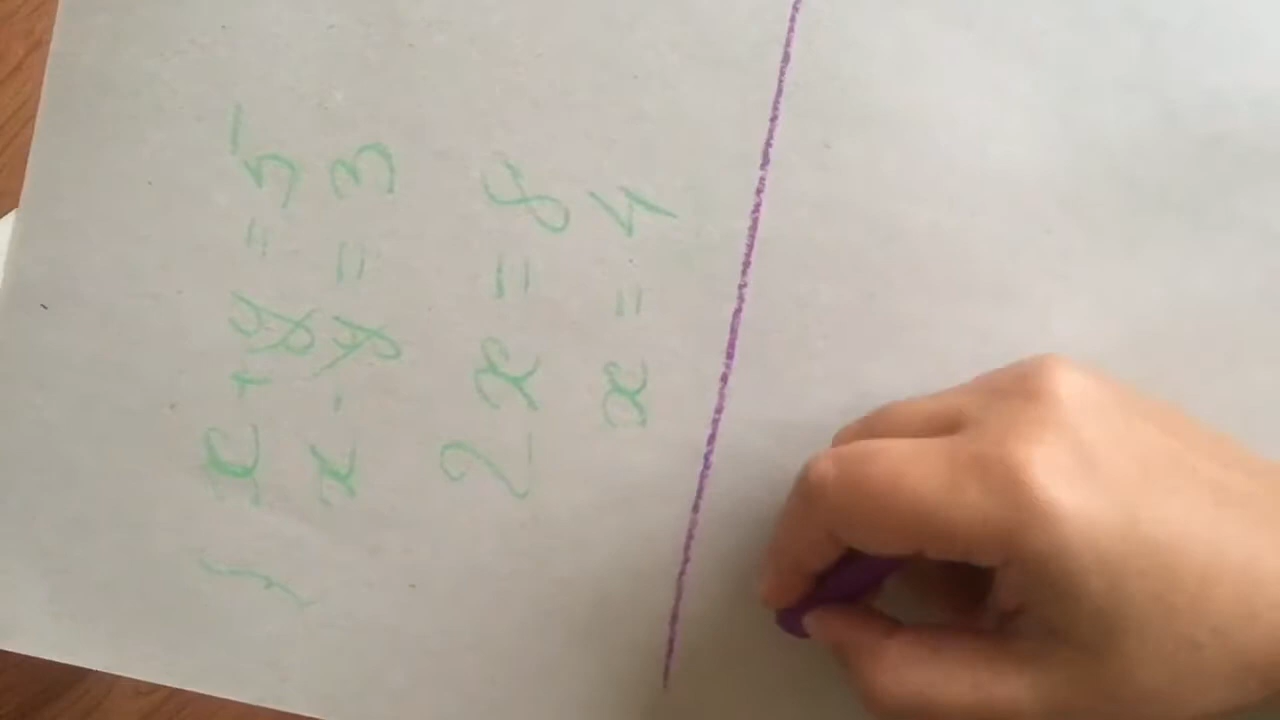 { x + y = 5
x - y = 3
2x = 8
x = 4